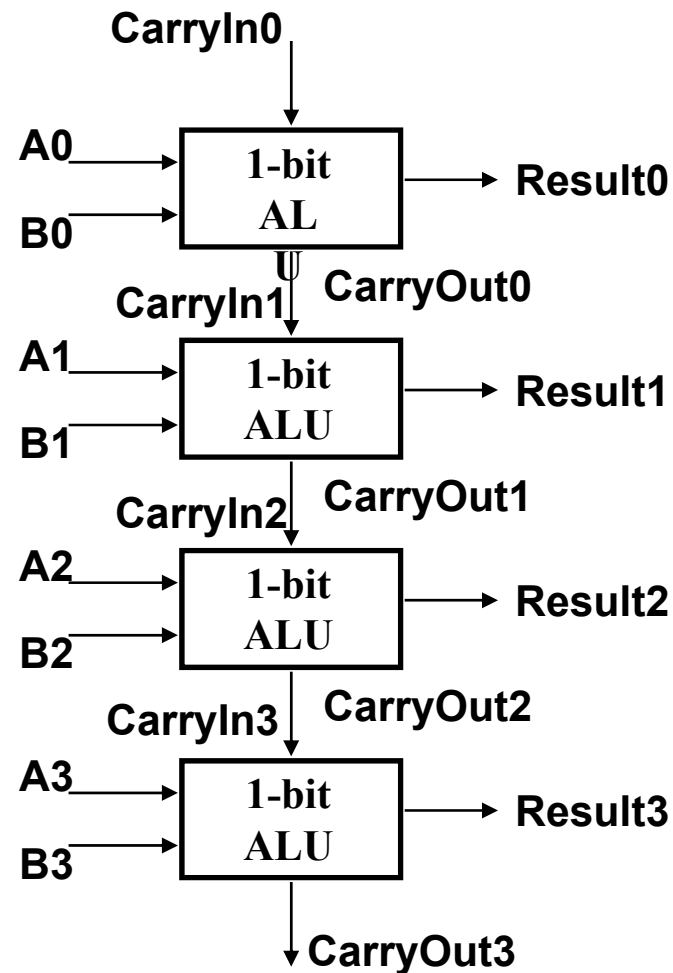 CarryIn0
A0
1-bit
Result0
AL
B0
U
CarryOut0
CarryIn1
A1
1-bit
Result1
ALU
B1
CarryOut1
CarryIn2
A2
1-bit
Result2
ALU
B2
CarryOut2
CarryIn3
A3
1-bit
Result3
ALU
B3
CarryOut3